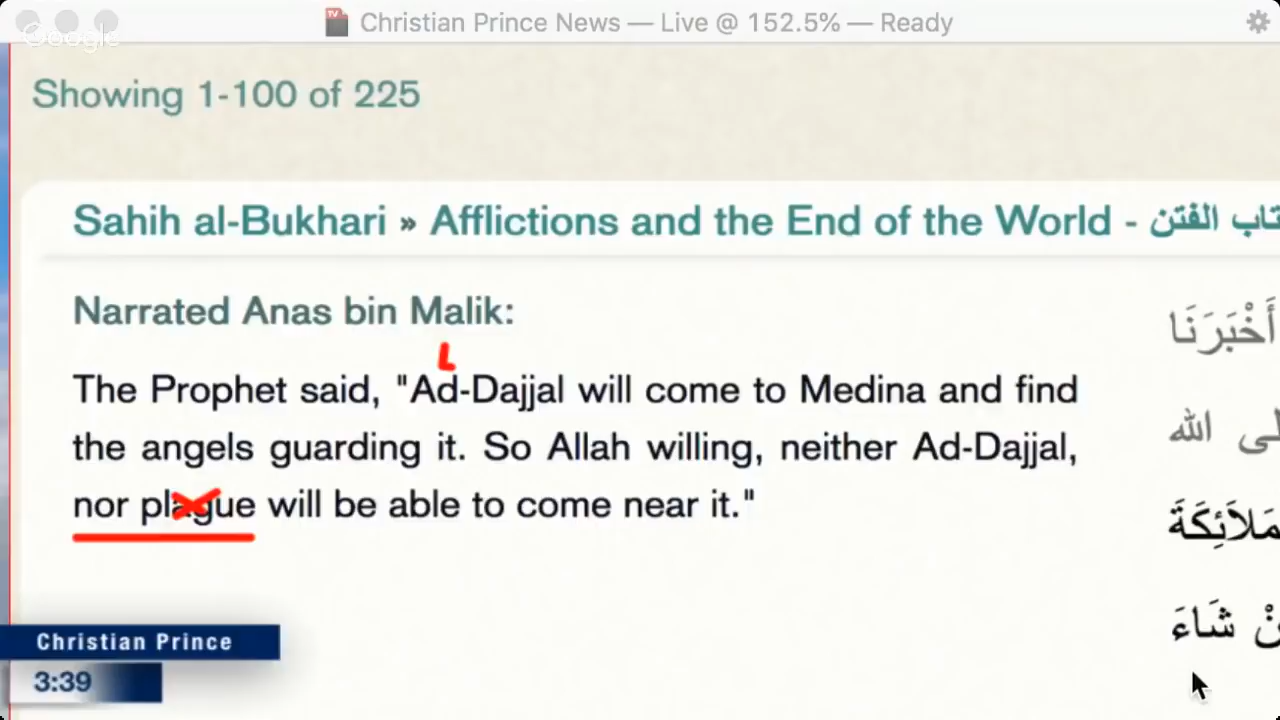 Christian Prince News — Live @ 152.5% — Ready
Google
Showing 1-100 of 225
Sahih al-Bukhari » Afflictions and the End of the World - تاب الفتن
Narrated Anas bin Malik:
أَخْبَرَنَا
The Prophet said, "Ad-Dajjal will come to Medina and find
the angels guarding it. So Allah willing, neither Ad-Dajjal,
لى الله
nor plague will be able to come near it."
مَلاَئِكَةَ
نْ شَاءَ
Christian Prince
3:39